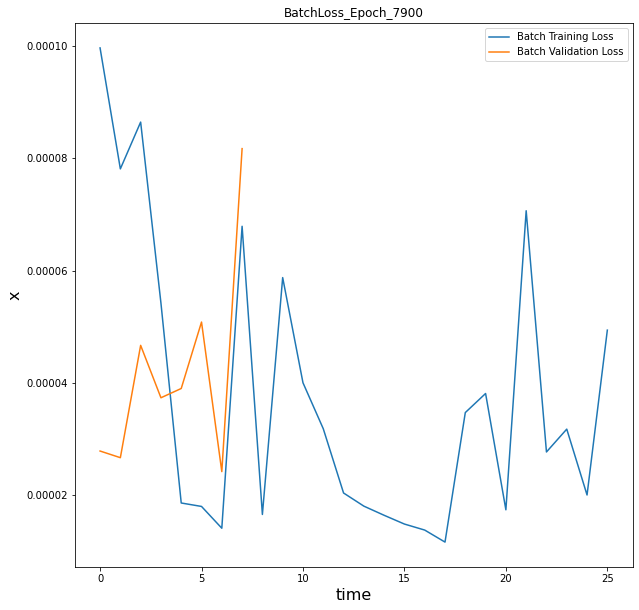 BatchLoss_Epoch_7900
Batch Training Loss
Batch Validation Loss
0.00010
0.00008
0.00006
0.00004
0.00002
x
0 5 10 15 20 25
time